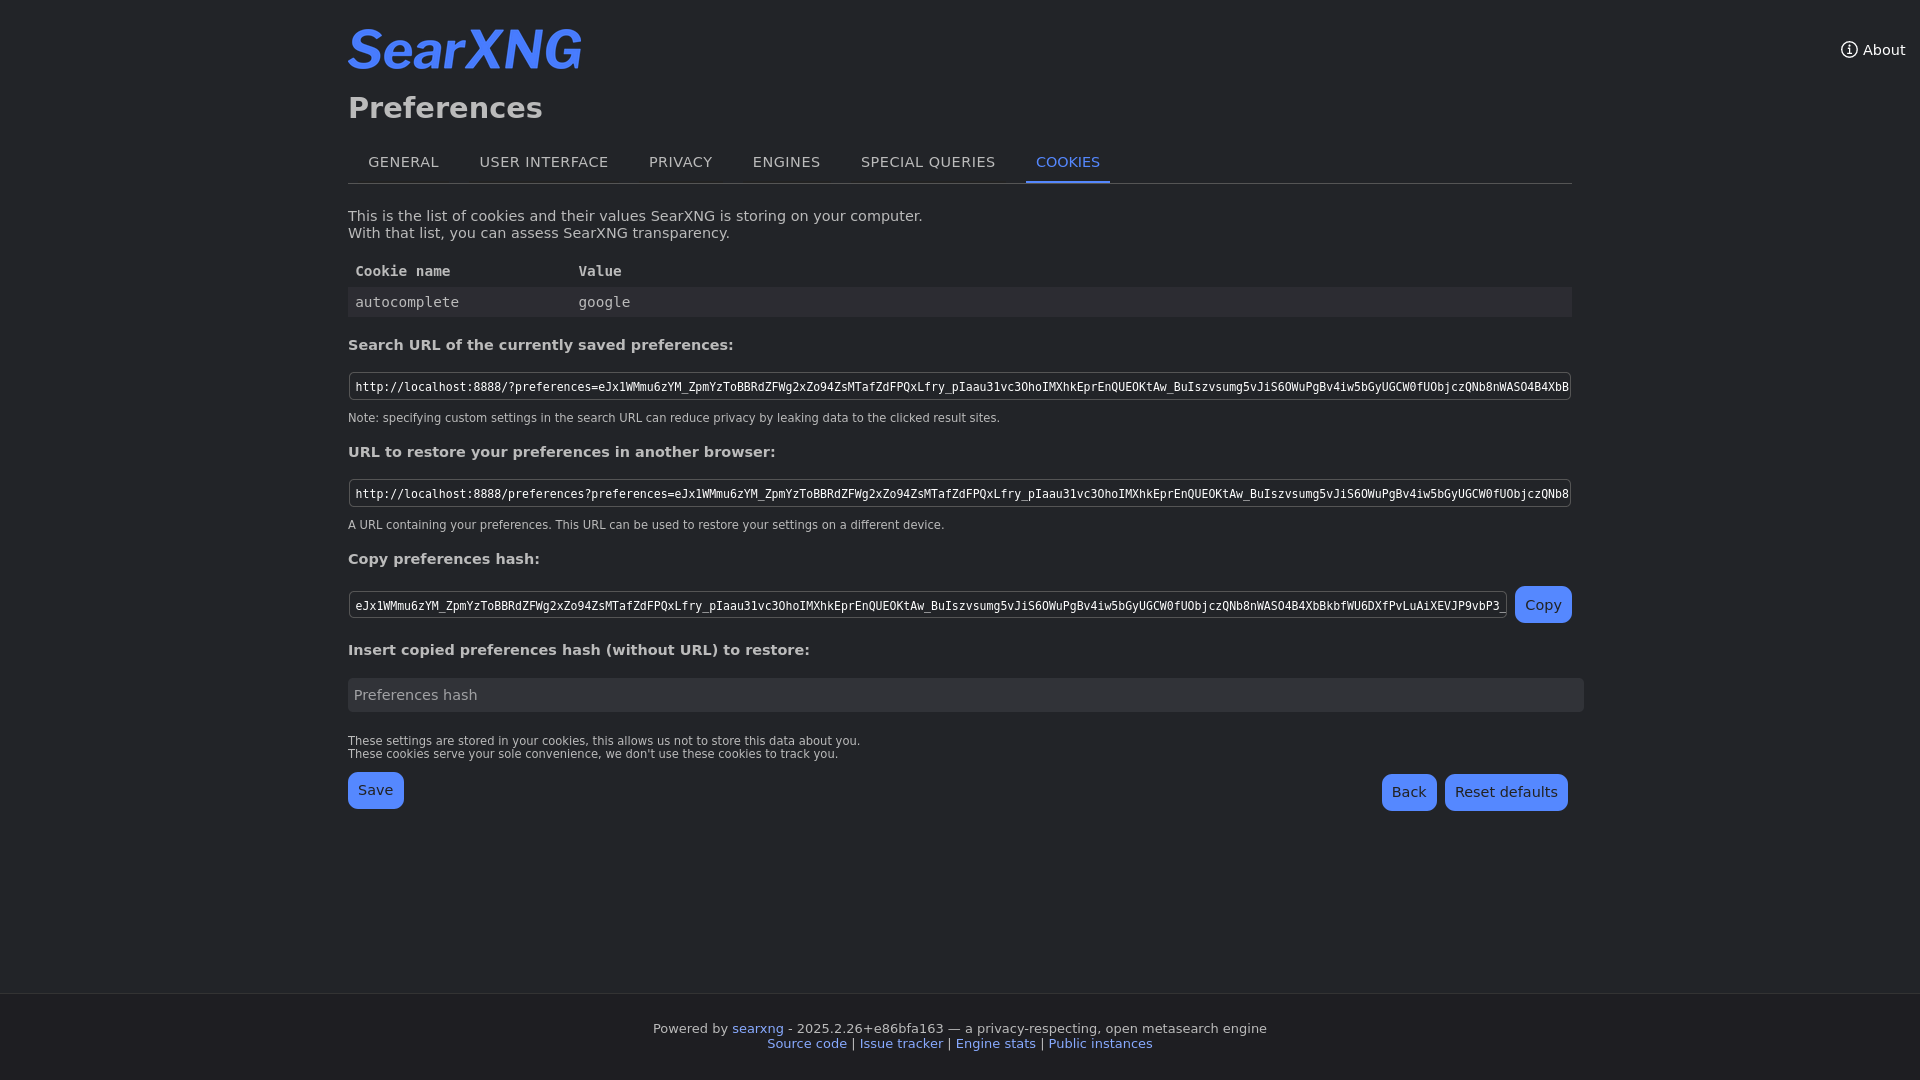 SearXNG
About
Preferences
GENERAL
USER INTERFACE
PRIVACY
ENGINES
SPECIAL QUERIES
COOKIES
This is the list of cookies and their values SearXNG is storing on your computer.
With that list, you can assess SearXNG transparency.
Cookie name Value
autocomplete google
Search URL of the currently saved preferences:
http://localhost:8888/?preferences=eJx1WMmu6zYM_ZpmYzToBBRdZFWg2xZo94ZsMTafZdFPQxLfry_pIaau31vc3OhoIMXhkEprEnQUEOKtAw_BuIszvsumg5vJiS6OWuPgBv4iw5bGyUGCW0fUObjczQNb8nWASO4B4XbB
Note: specifying custom settings in the search URL can reduce privacy by leaking data to the clicked result sites.
URL to restore your preferences in another browser:
http://localhost:8888/preferences?preferences=eJx1WMmu6zYM_ZpmYzToBBRdZFWg2xZo94ZsMTafZdFPQxLfry_pIaau31vc3OhoIMXhkEprEnQUEOKtAw_BuIszvsumg5vJiS6OWuPgBv4iw5bGyUGCW0fUObjczQNb8
A URL containing your preferences. This URL can be used to restore your settings on a different device.
Copy preferences hash:
eJx1WMmu6zYM_ZpmYzToBBRdZFWg2xZo94ZsMTafZdFPQxLfry_pIaau31vc3OhoIMXhkEprEnQUEOKtAw_BuIszvsumg5vJiS6OWuPgBv4iw5bGyUGCW0fUObjczQNb8nWASO4B4XbBkbfWU6DXfPvLuAiXEVJP9vbP3_
Copy
Insert copied preferences hash (without URL) to restore:
Preferences hash
These settings are stored in your cookies, this allows us not to store this data about you.
These cookies serve your sole convenience, we don't use these cookies to track you.
Save
Back
Reset defaults
Powered by searxng - 2025.2.26+e86bfa163 — a privacy-respecting, open metasearch engine
Source code | Issue tracker | Engine stats | Public instances